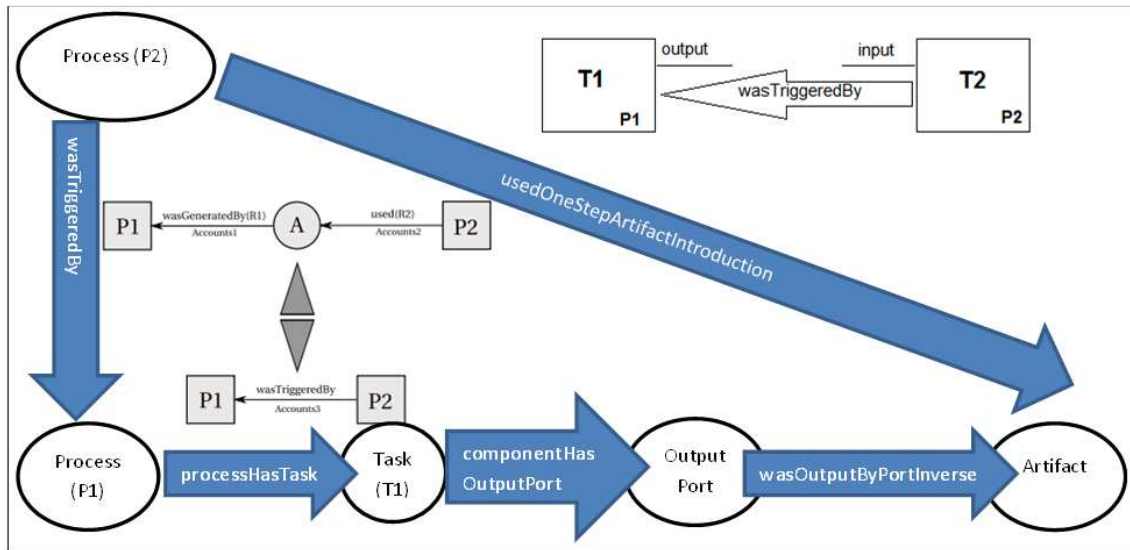 Process (P2)
output
input
T1
T2
wasTriggeredBy
P1
P2
wasTriggeredBy
usedOneStepArtifactIntroduction
P1
wasGeneratedBy(R1)
Accounts1
A
used(R2)
Accounts2
P2
P1
wasTriggeredBy
Accounts3
P2
Process
(P1)
processHasTask
Task
(T1)
componentHas
OutputPort
Output
Port
wasOutputByPortInverse
Artifact